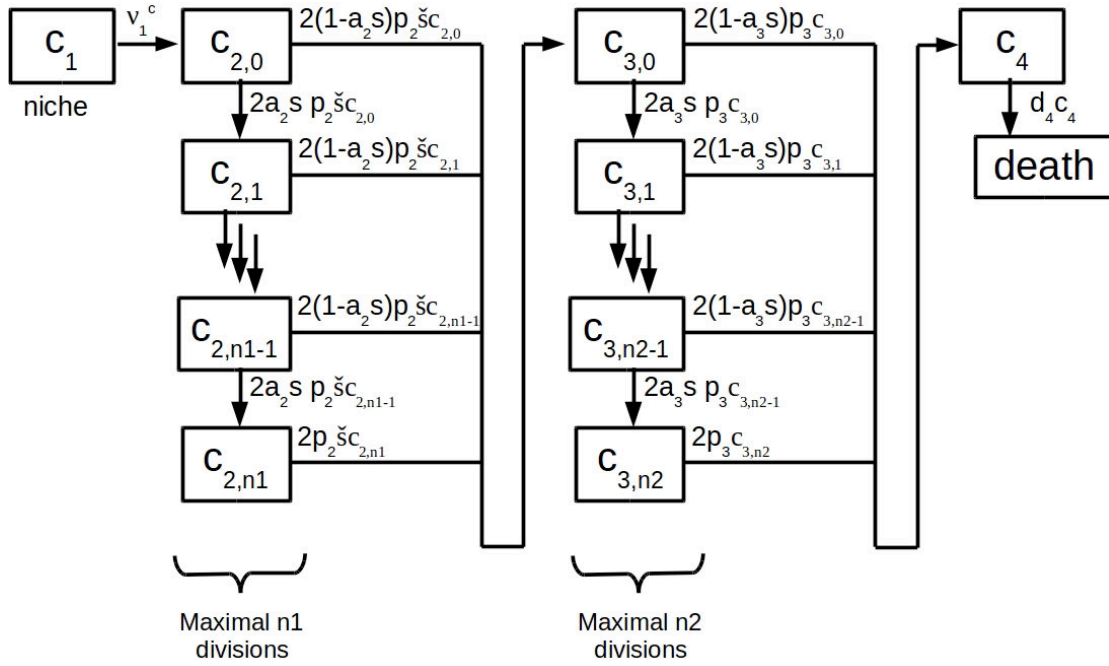 c₁
niche
ν₁ᶜ
c₂,₀
2(1-a₂s)p₂šc₂,₀
2a₂s p₂šc₂,₀
c₂,₁
2(1-a₂s)p₂šc₂,₁
c₂,n1-1
2(1-a₂s)p₂šc₂,n1-1
2a₂s p₂šc₂,n1-1
c₂,n1
2p₂šc₂,n1
Maximal n1
divisions
c₃,₀
2(1-a₃s)p₃c₃,₀
2a₃s p₃c₃,₀
c₃,₁
2(1-a₃s)p₃c₃,₁
c₃,n2-1
2(1-a₃s)p₃c₃,n2-1
2a₃s p₃c₃,n2-1
c₃,n2
2p₃c₃,n2
Maximal n2
divisions
c₄
d₄c₄
death